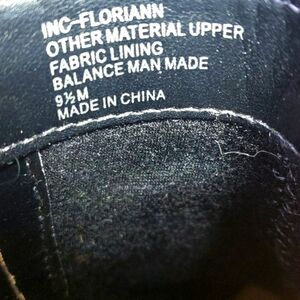 INC-FLORIANN
OTHER MATERIAL UPPER
FABRIC LINING
BALANCE MAN MADE
9½M
MADE IN CHINA